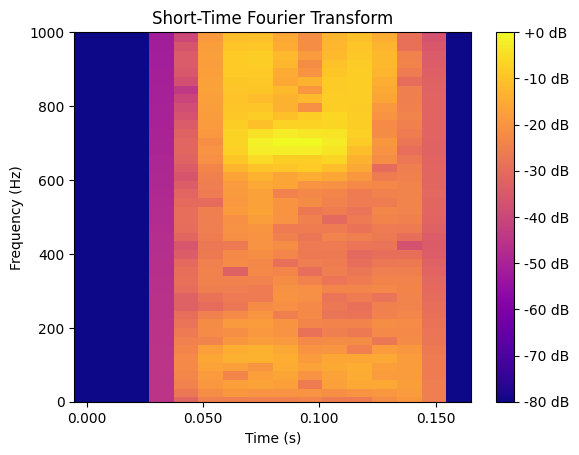 Short-Time Fourier Transform
1000
800
600
400
200
0
Frequency (Hz)
0.000
0.050
0.100
0.150
Time (s)
+0 dB
-10 dB
-20 dB
-30 dB
-40 dB
-50 dB
-60 dB
-70 dB
-80 dB